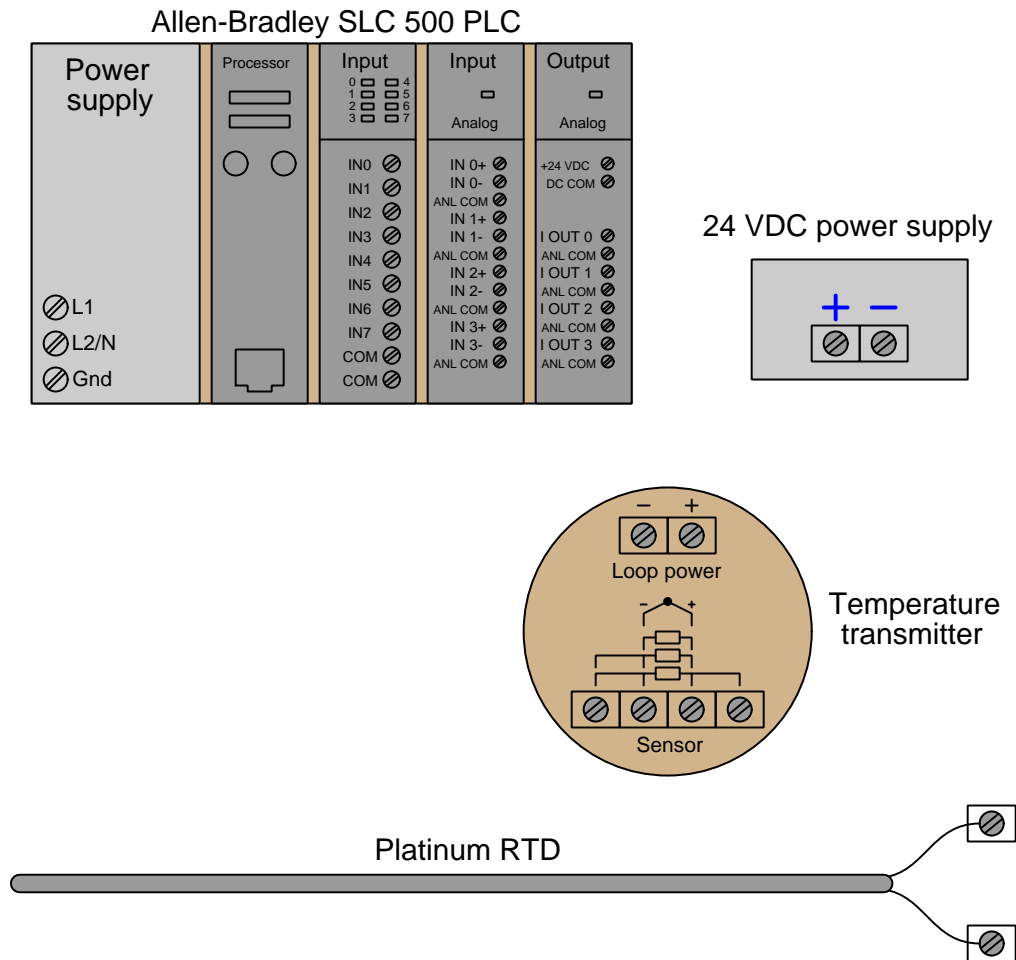 Allen-Bradley SLC 500 PLC
Power
supply
L1
L2/N
Gnd
Processor
Input
0 4
1 5
2 6
3 7
IN0
IN1
IN2
IN3
IN4
IN5
IN6
IN7
COM
COM
Input
Analog
IN 0+
IN 0-
ANL COM
IN 1+
IN 1-
ANL COM
IN 2+
IN 2-
ANL COM
IN 3+
IN 3-
ANL COM
Output
Analog
+24 VDC
DC COM
I OUT 0
ANL COM
I OUT 1
ANL COM
I OUT 2
ANL COM
I OUT 3
ANL COM
24 VDC power supply
+ −
− +
Loop power
- +
Sensor
Temperature
transmitter
Platinum RTD